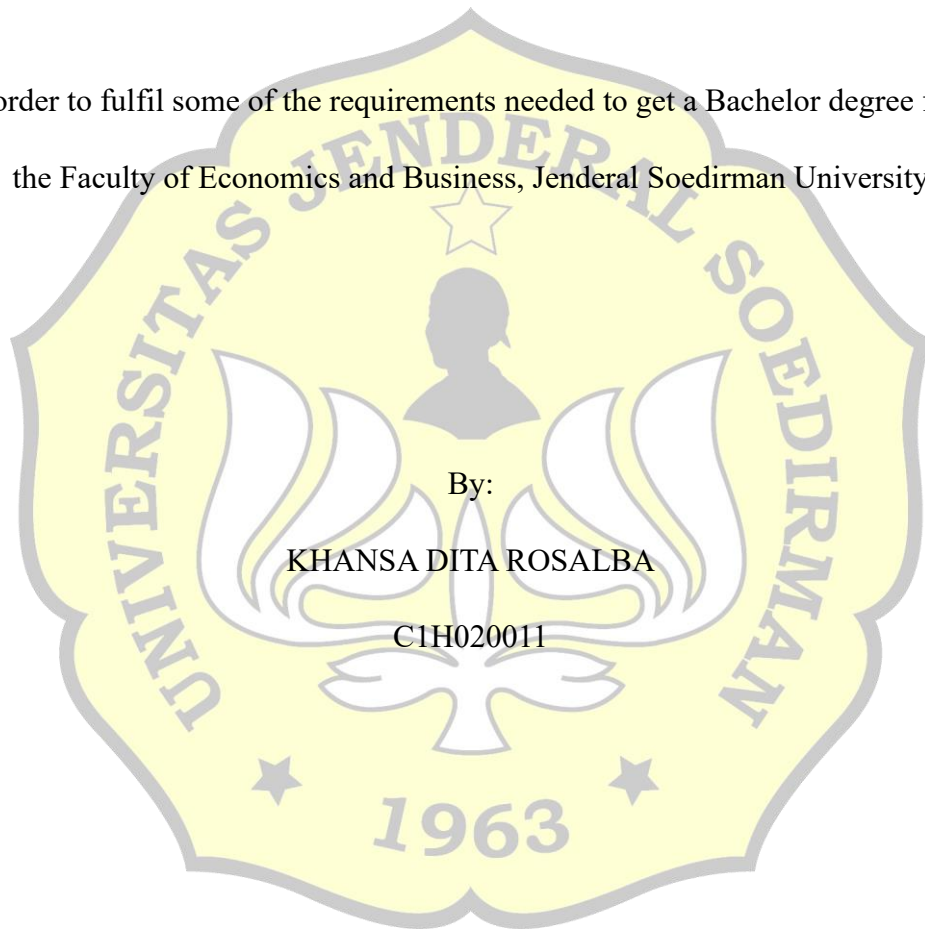 order to fulfil some of the requirements needed to get a Bachelor degree
the Faculty of Economics and Business, Jenderal Soedirman University
UNIVERSITAS JENDERAL SOEDIRMAN
By:
KHANSA DITA ROSALBA
C1H020011
1963